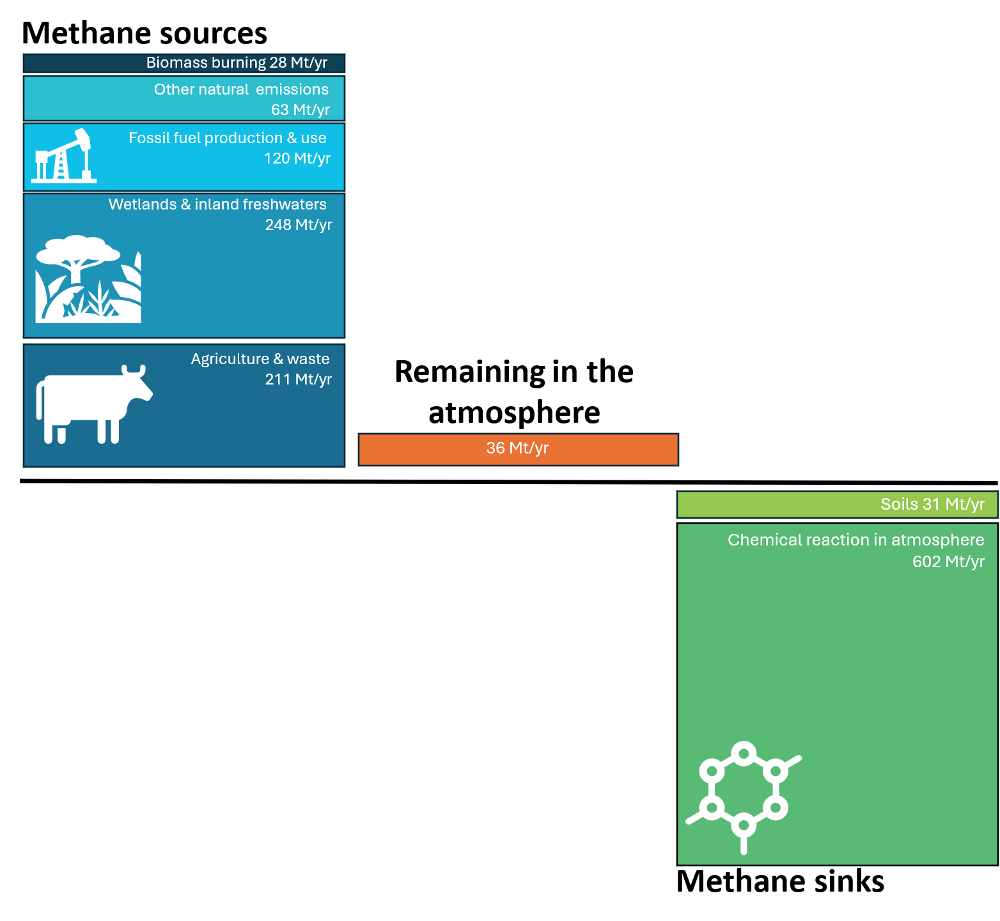 Methane sources
Biomass burning 28 Mt/yr
Other natural emissions
63 Mt/yr
Fossil fuel production & use
120 Mt/yr
Wetlands & inland freshwaters
248 Mt/yr
Agriculture & waste
211 Mt/yr
Remaining in the
atmosphere
36 Mt/yr
Soils 31 Mt/yr
Chemical reaction in atmosphere
602 Mt/yr
Methane sinks